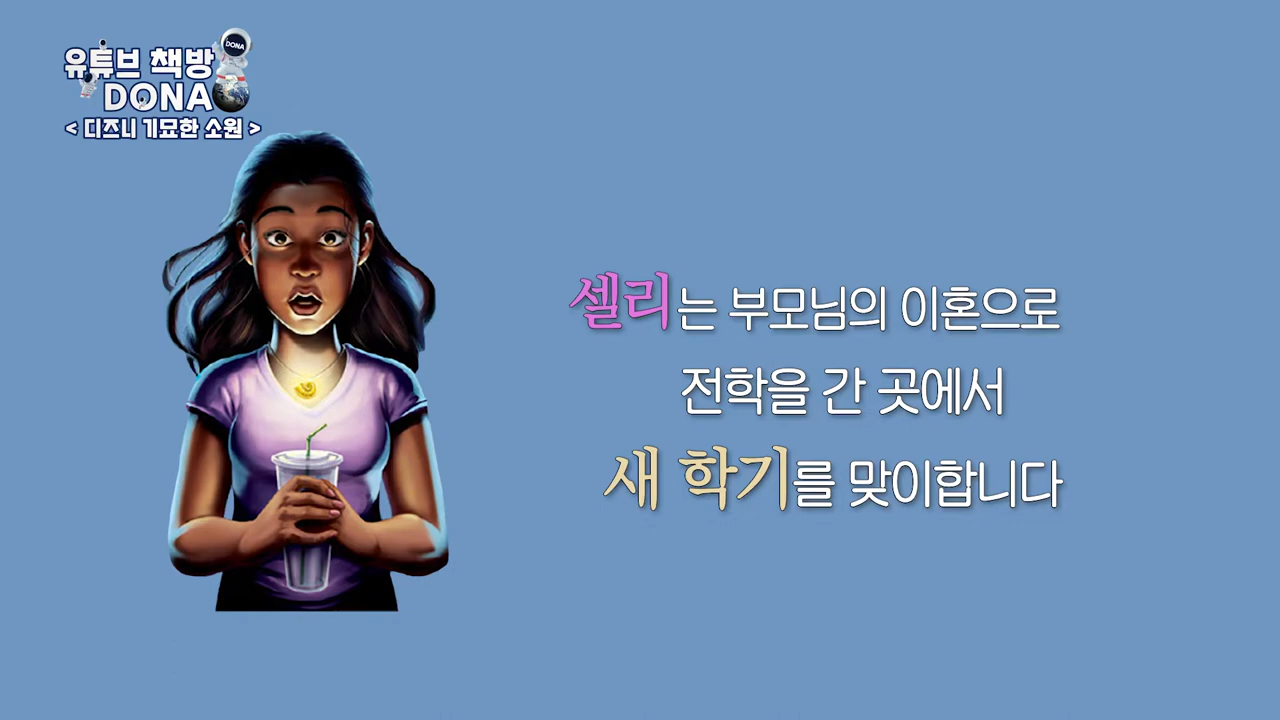 유튜브 책방
DONA
DONA
< 디즈니 기묘한 소원 >
셀리는 부모님의 이혼으로
전학을 간 곳에서
새 학기를 맞이합니다